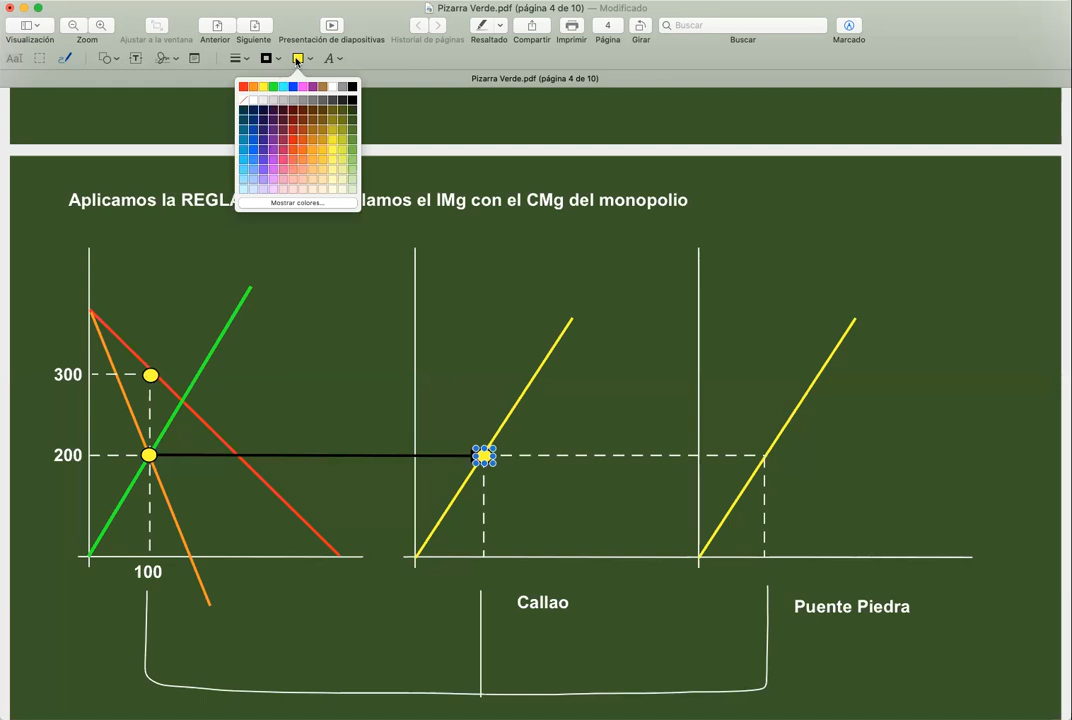 Pizarra Verde.pdf (página 4 de 10) — Modificado
Visualización
Zoom
Ajustar a la ventana
Anterior
Siguiente
Presentación de diapositivas
Historial de páginas
Resaltado
Compartir
Imprimir
4
Página
Girar
Buscar
Buscar
Marcado
AaI
T
A
Pizarra Verde.pdf (página 4 de 10)
Mostrar colores...
Aplicamos la REGLA
lamos el IMg con el CMg del monopolio
300
200
100
Callao
Puente Piedra